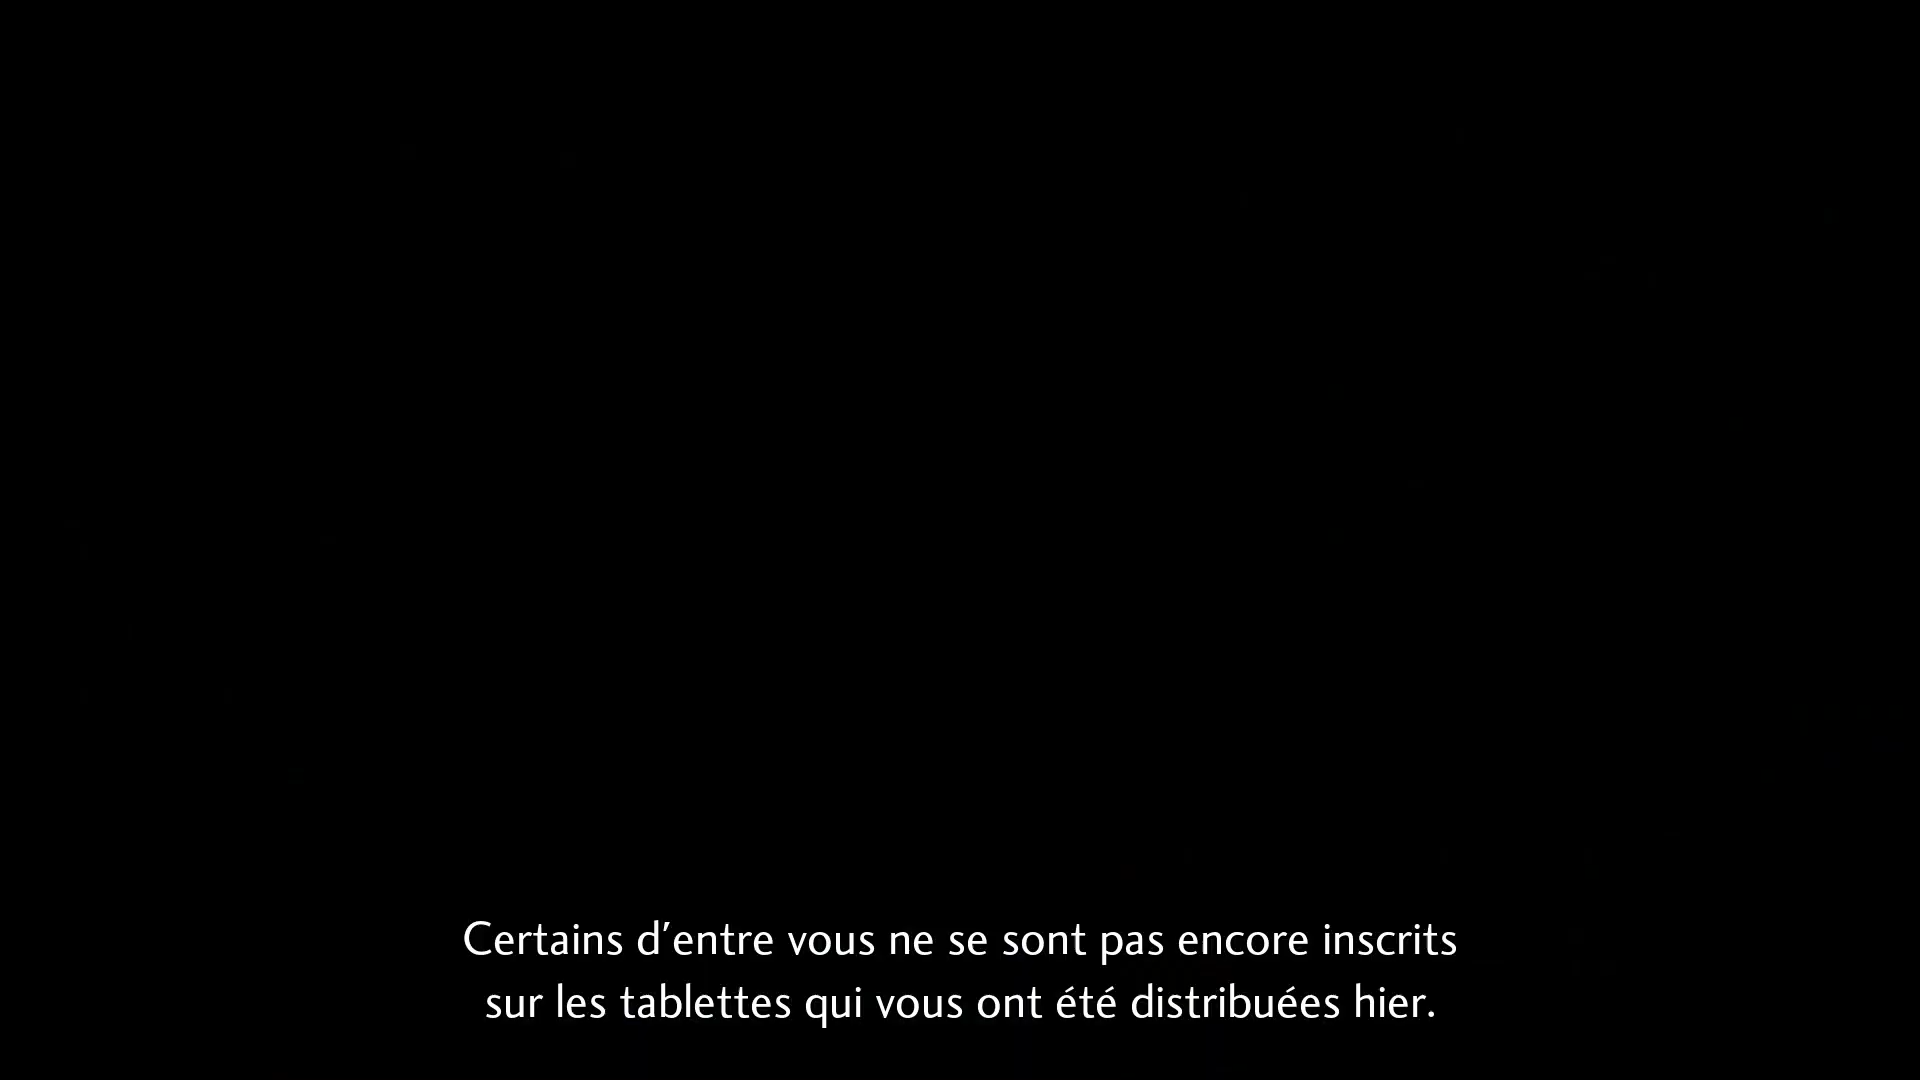 Certains d'entre vous ne se sont pas encore inscrits
sur les tablettes qui vous ont été distribuées hier.